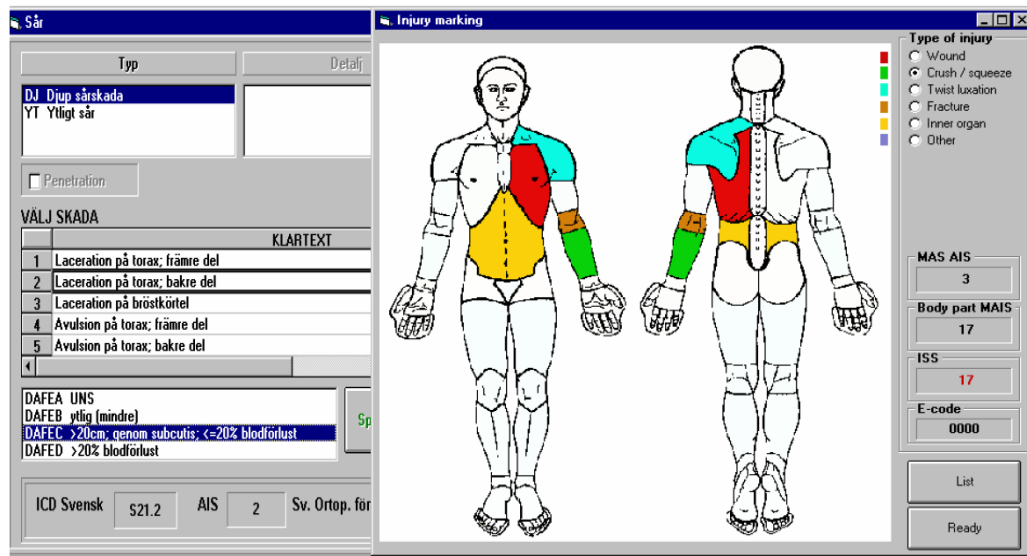 Sår
Typ
Detalj
DJ Djup sårskada
YT Ytligt sår
Penetration
VÄLJ SKADA
KLARTEXT
1 Laceration på torax; främre del
2 Laceration på torax; bakre del
3 Laceration på bröstkörtel
4 Avulsion på torax; främre del
5 Avulsion på torax; bakre del
DAFEA UNS
DAFEB ytlig (mindre)
DAFEC >20cm; genom subcutis; <=20% blodförlust
DAFED >20% blodförlust
Sp
ICD Svensk S21.2 AIS 2 Sv. Ortop. för
Injury marking
Type of injury
Wound
Crush / squeeze
Twist luxation
Fracture
Inner organ
Other
MAS AIS
3
Body part MAIS
17
ISS
17
E-code
0000
List
Ready